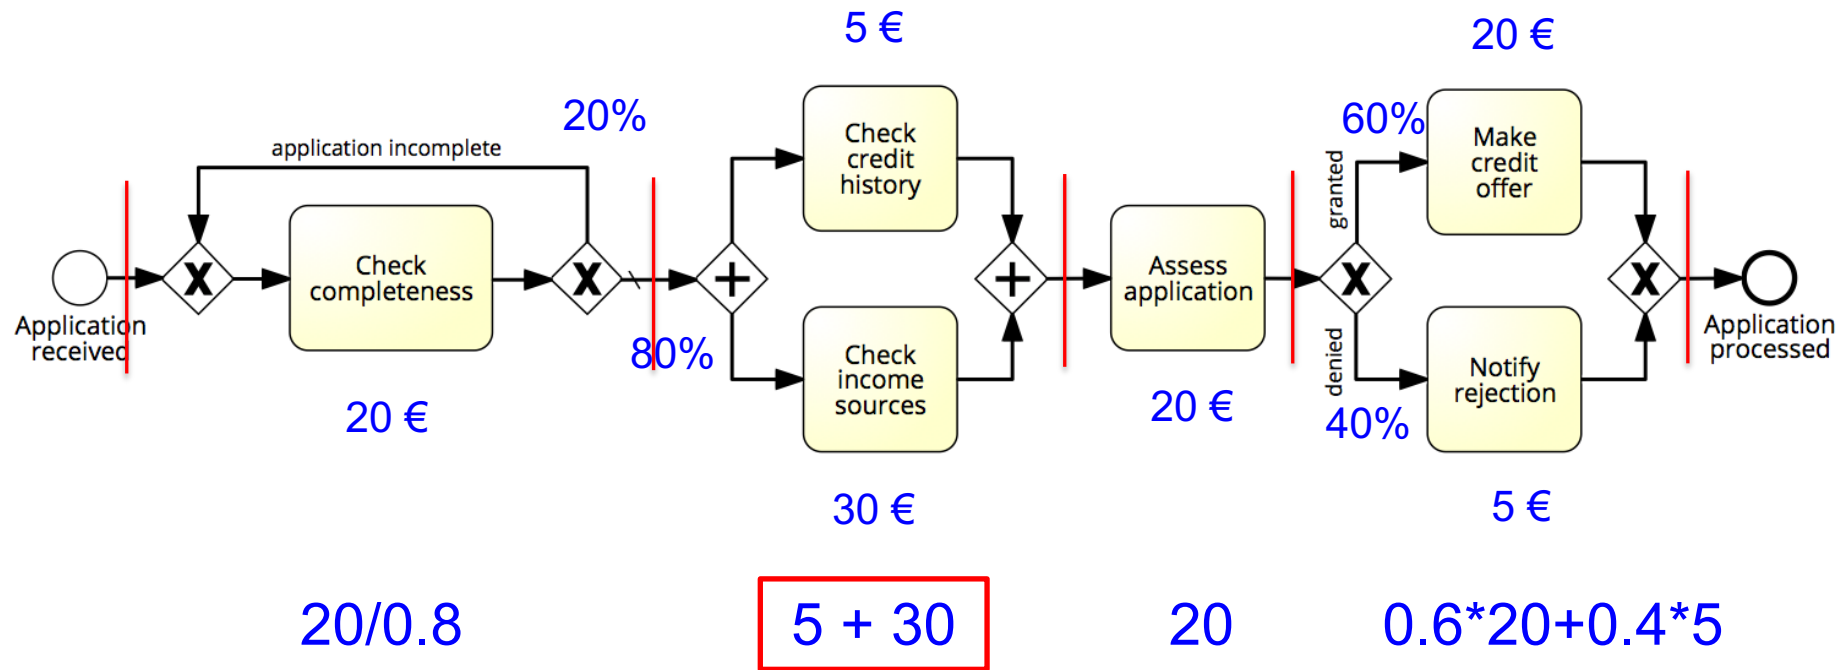 5 €
20 €
20%
60%
application incomplete
Check
credit
history
Make
credit
offer
granted
X
Check
completeness
X
+
+
Assess
application
X
X
Application
received
Application
processed
80%
Check
income
sources
denied
Notify
rejection
20 €
20 €
40%
30 €
5 €
20/0.8
5 + 30
20
0.6*20+0.4*5